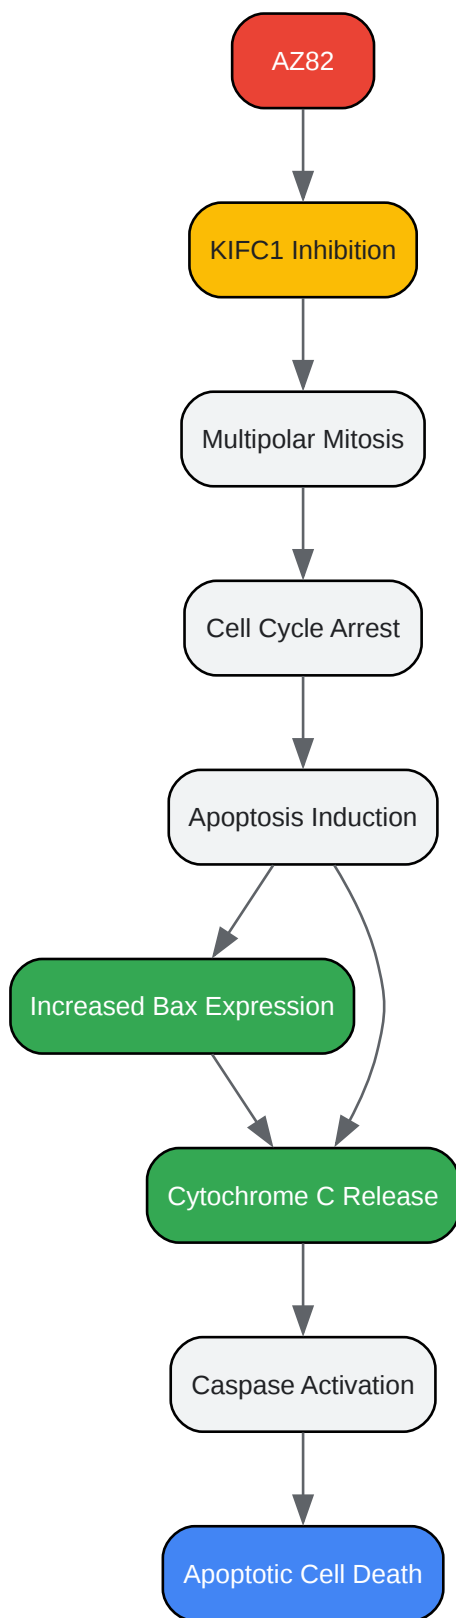 AZ82
KIFC1 Inhibition
Multipolar Mitosis
Cell Cycle Arrest
Apoptosis Induction
Increased Bax Expression
Cytochrome C Release
Caspase Activation
Apoptotic Cell Death